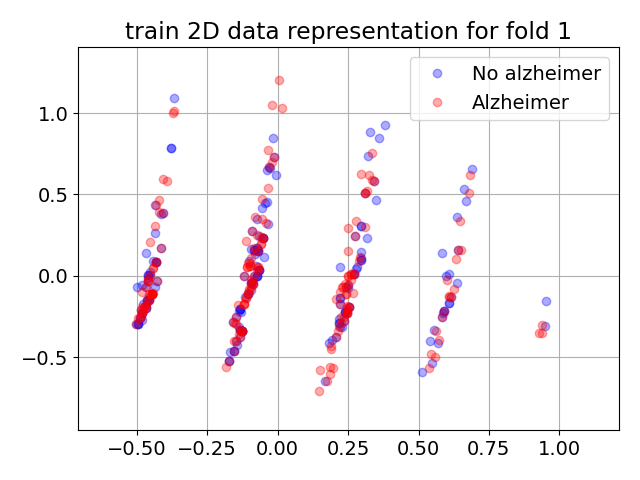 train 2D data representation for fold 1
No alzheimer
Alzheimer
1.0
0.5
0.0
−0.5
−0.50 −0.25 0.00 0.25 0.50 0.75 1.00